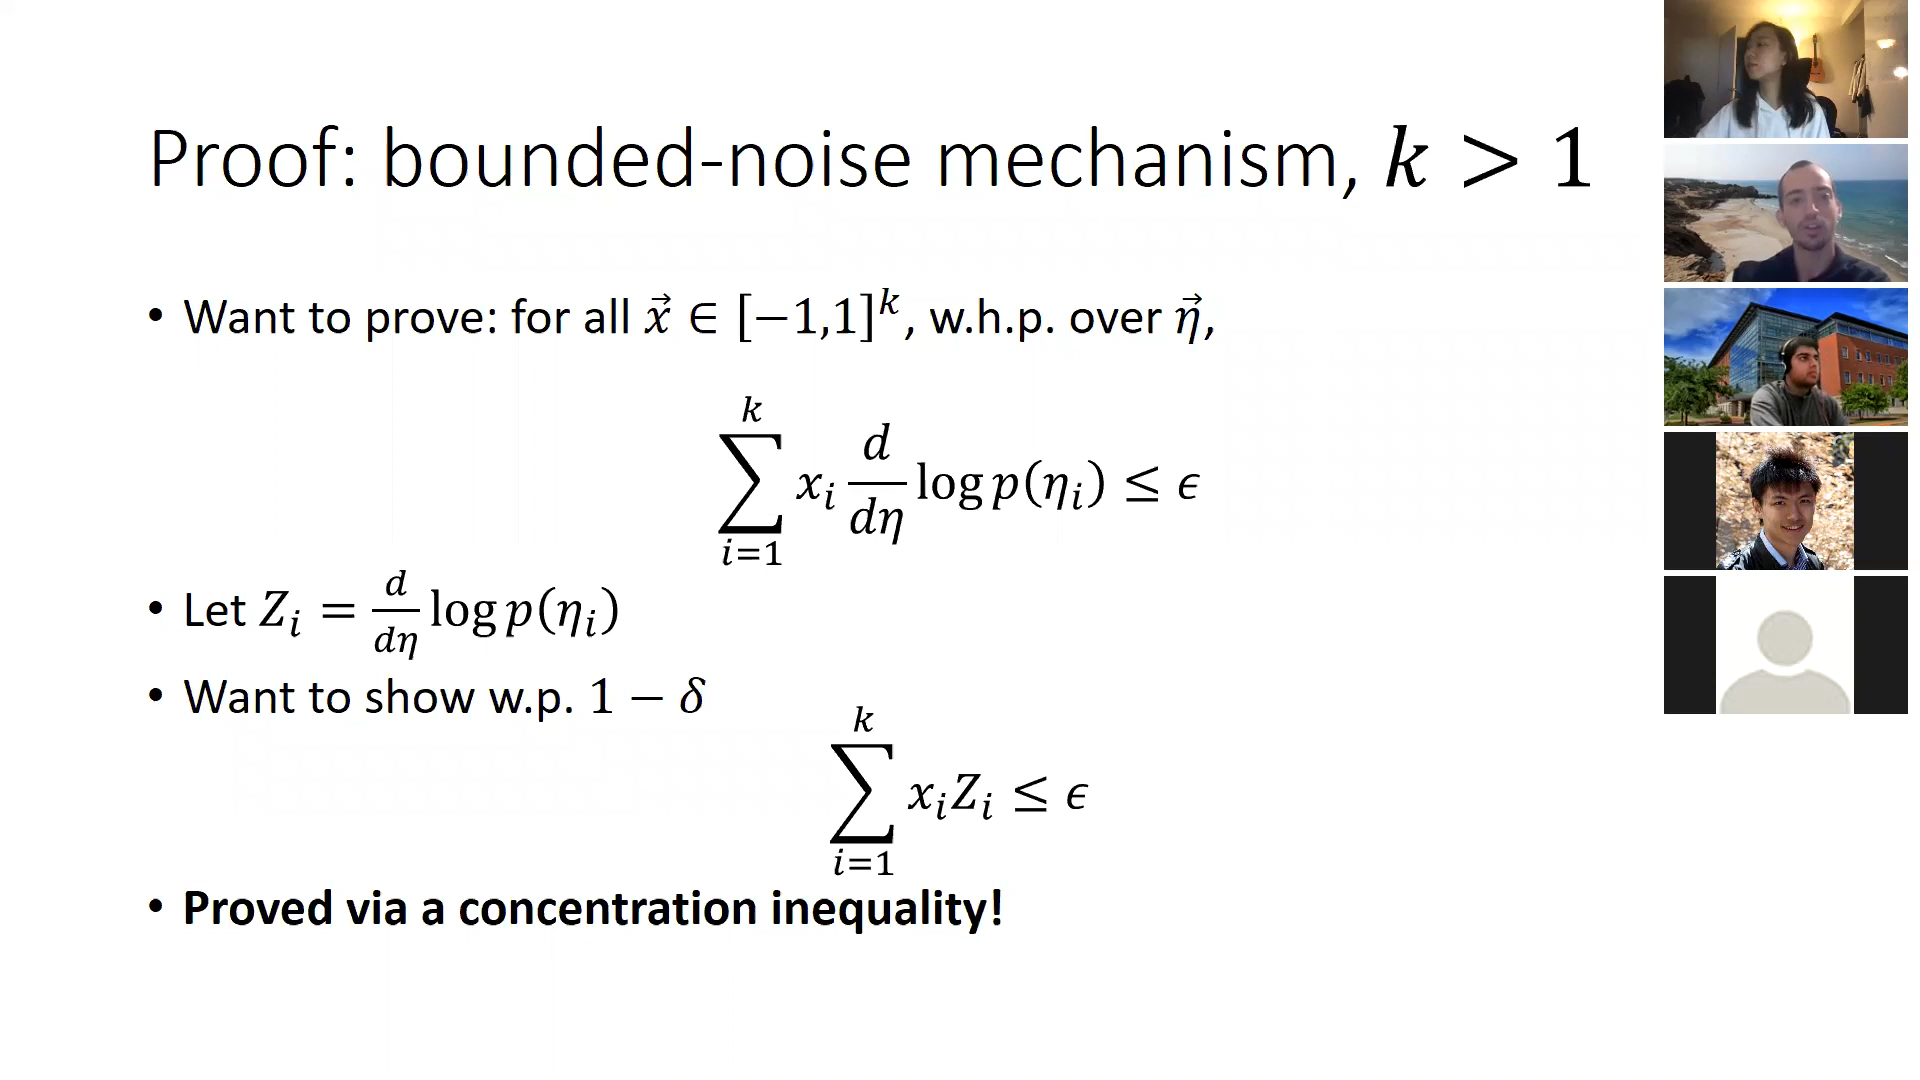 Proof: bounded-noise mechanism, k > 1
• Want to prove: for all x⃗ ∈ [−1,1]^k, w.h.p. over η⃗,
∑_{i=1}^{k} x_i d/dη log p(η_i) ≤ ϵ
• Let Z_i = d/dη log p(η_i)
• Want to show w.p. 1 − δ
∑_{i=1}^{k} x_i Z_i ≤ ϵ
• Proved via a concentration inequality!